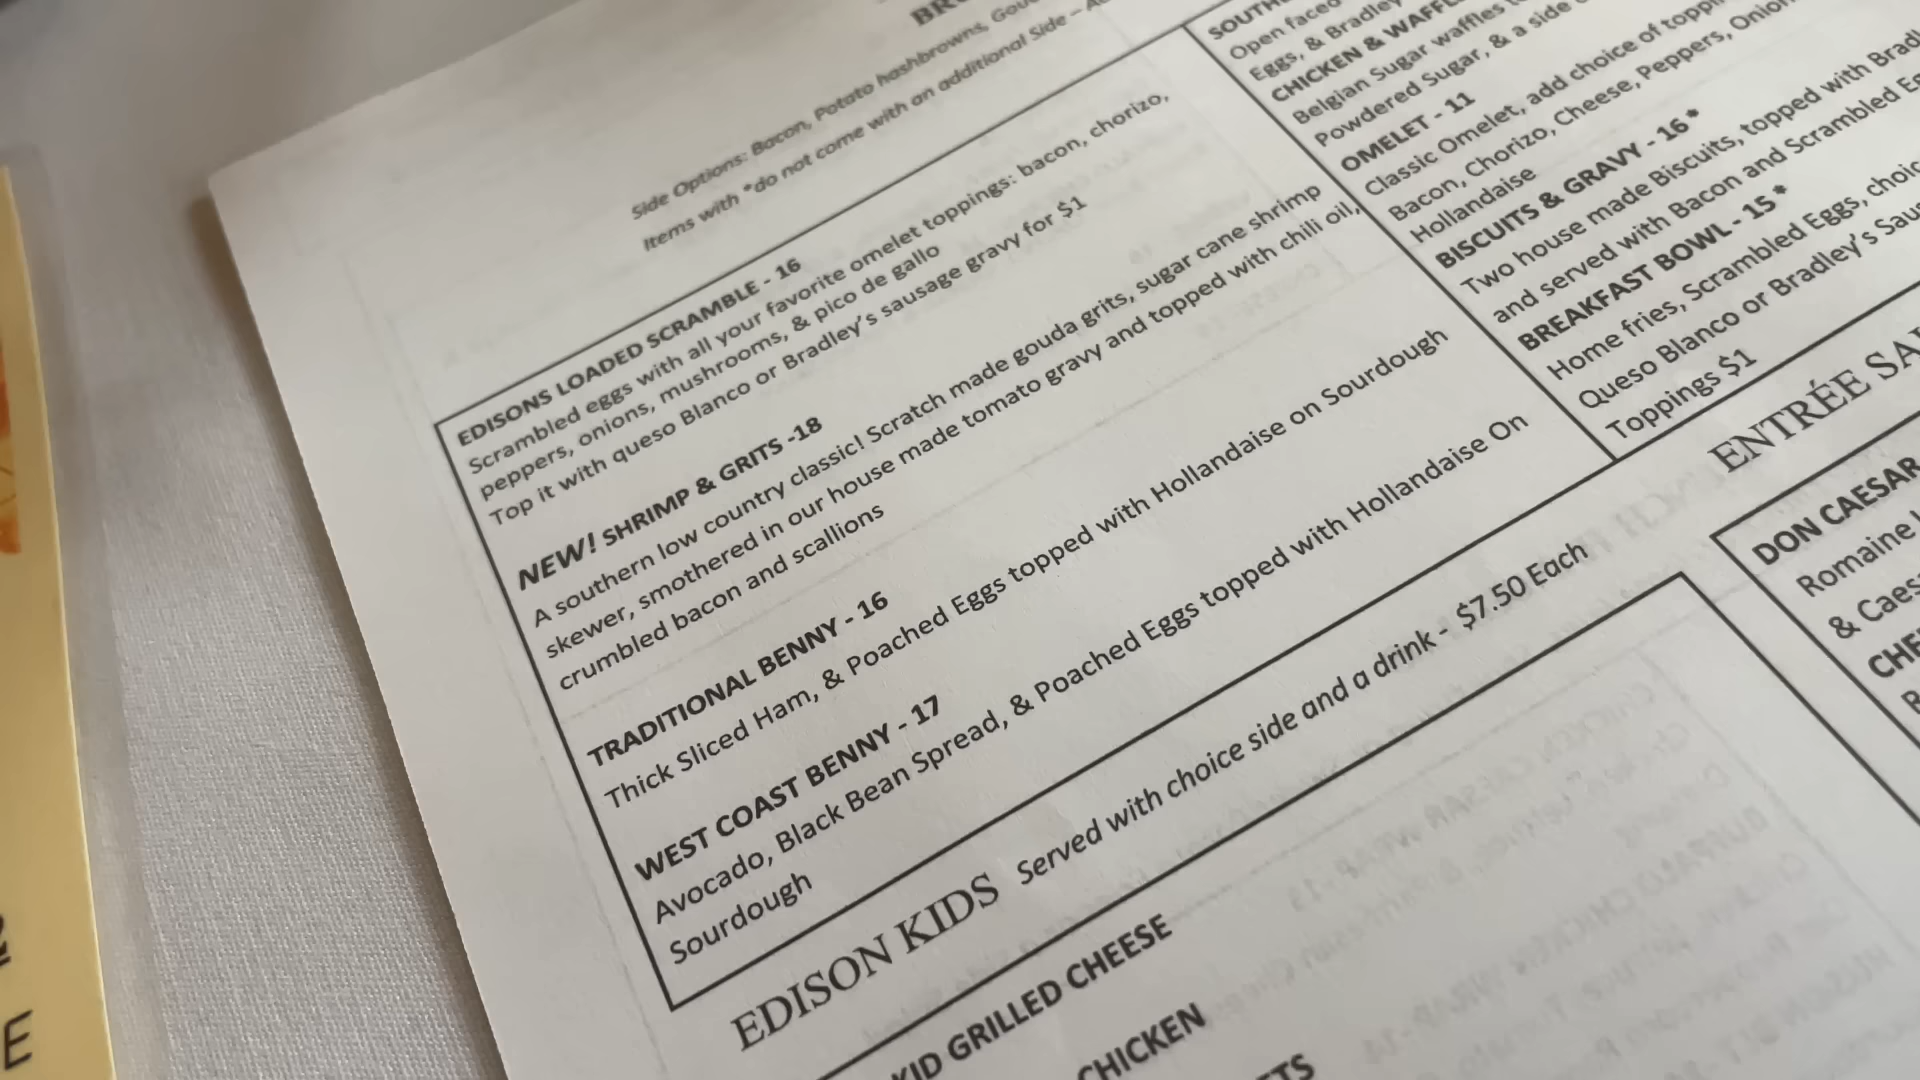 Side Options: Bacon, Potato hashbrowns,
Items with *do not come with an additional Side –
EDISONS LOADED SCRAMBLE - 16
Scrambled eggs with all your favorite omelet toppings: bacon, chorizo,
peppers, onions, mushrooms, & pico de gallo
Top it with queso Blanco or Bradley's sausage gravy for $1
NEW! SHRIMP & GRITS -18
A southern low country classic! Scratch made gouda grits, sugar cane shrimp
skewer, smothered in our house made tomato gravy and topped with chili oil,
crumbled bacon and scallions
TRADITIONAL BENNY - 16
Thick Sliced Ham, & Poached Eggs topped with Hollandaise on Sourdough
WEST COAST BENNY - 17
Avocado, Black Bean Spread, & Poached Eggs topped with Hollandaise On
Sourdough
Open faced
Eggs, & Bradley
CHICKEN & WAFFL
Belgian Sugar waffles
Powdered Sugar, & a side
OMELET - 11
Classic Omelet, add choice of
Bacon, Chorizo, Cheese, Peppers, Onion
Hollandaise
BISCUITS & GRAVY - 16 *
Two house made Biscuits, topped with Bradl
and served with Bacon and Scrambled Eg
BREAKFAST BOWL - 15 *
Home fries, Scrambled Eggs, choic
Queso Blanco or Bradley's Saus
Toppings $1
ENTRÉE SAL
DON CAESAR
Romaine
& Caes
CHE
EDISON KIDS Served with choice side and a drink - $7.50 Each
KID GRILLED CHEESE
CHICKEN
ETS
E